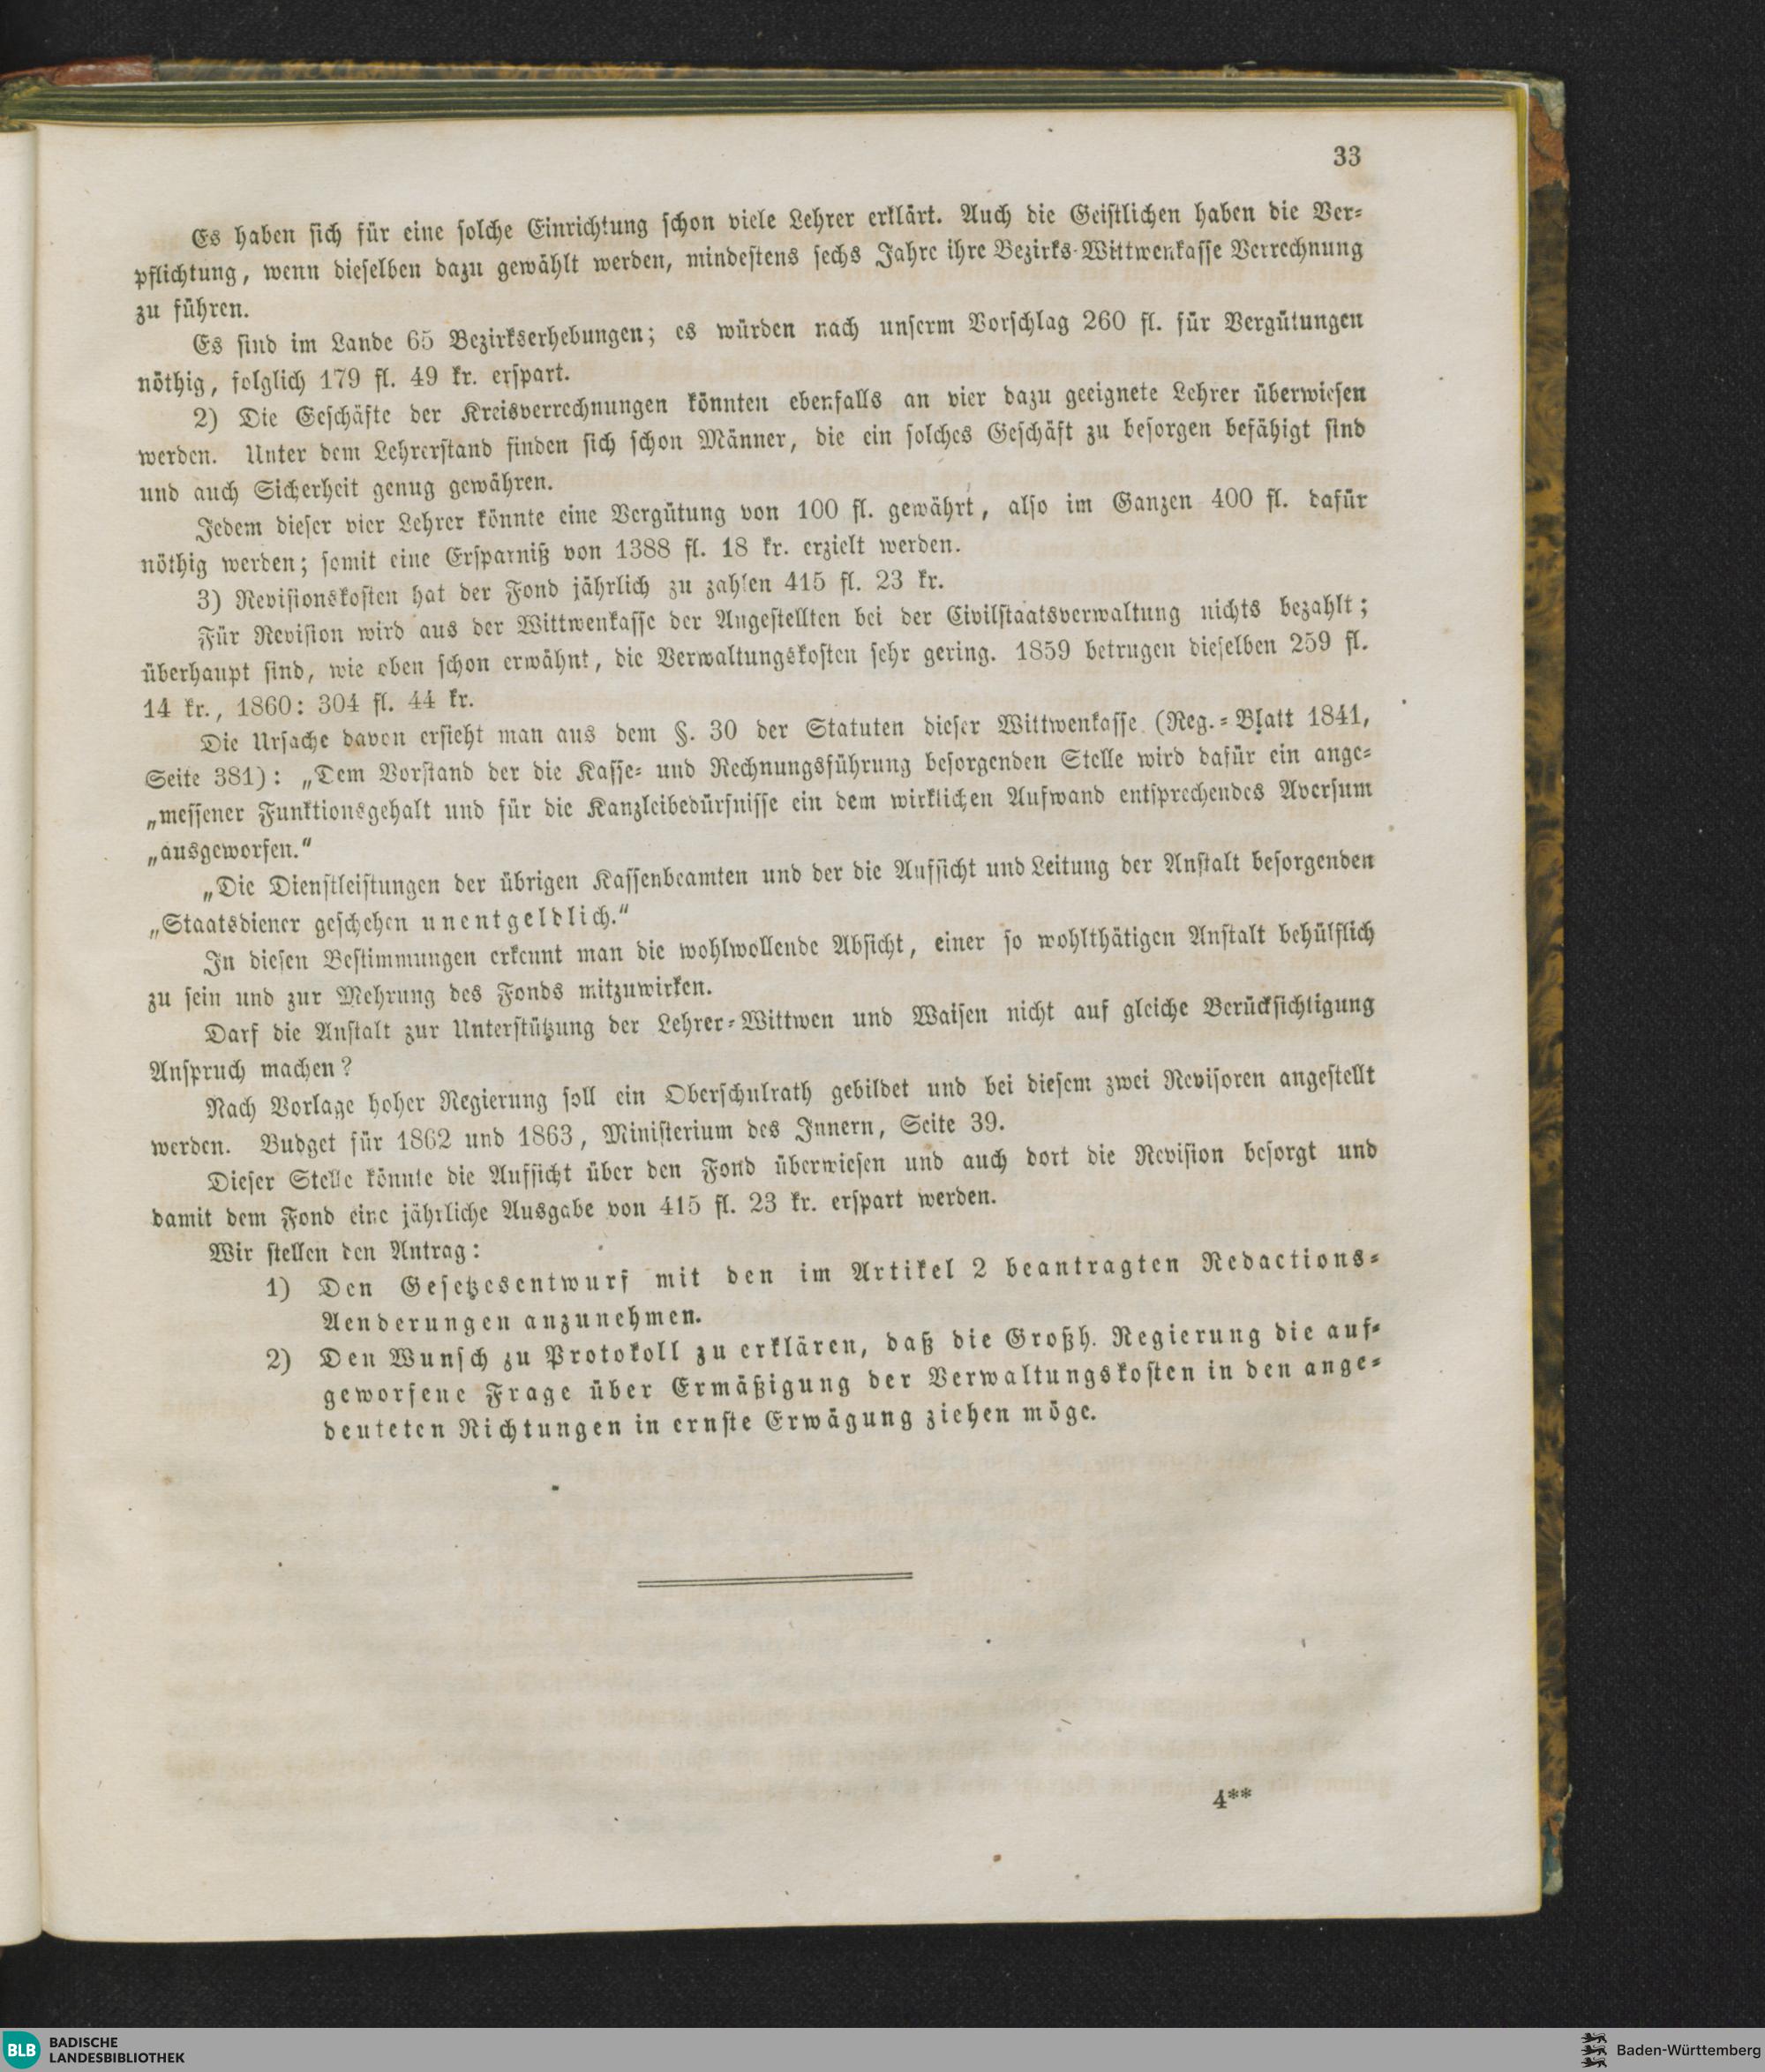 33
Es haben sich für eine solche Einrichtung schon viele Lehrer erklärt. Auch die Geistlichen haben die Ver-
pflichtung, wenn dieselben dazu gewählt werden, mindestens sechs Jahre ihre Bezirks-Wittwenkasse Verrechnung
zu führen.
Es sind im Lande 65 Bezirkserhebungen; es würden nach unserm Vorschlag 260 fl. für Vergütungen
nöthig, folglich 179 fl. 49 kr. erspart.
2) Die Geschäfte der Kreisverrechnungen könnten ebenfalls an vier dazu geeignete Lehrer überwiesen
werden. Unter dem Lehrerstand finden sich schon Männer, die ein solches Geschäft zu besorgen befähigt sind
und auch Sicherheit genug gewähren.
Jedem dieser vier Lehrer könnte eine Vergütung von 100 fl. gewährt, also im Ganzen 400 fl. dafür
nöthig werden; somit eine Ersparniß von 1388 fl. 18 kr. erzielt werden.
3) Revisionskosten hat der Fond jährlich zu zahlen 415 fl. 23 kr.
Für Revision wird aus der Wittwenkasse der Angestellten bei der Civilstaatsverwaltung nichts bezahlt;
überhaupt sind, wie oben schon erwähnt, die Verwaltungskosten sehr gering. 1859 betrugen dieselben 259 fl.
14 kr., 1860: 304 fl. 44 kr.
Die Ursache davon ersieht man aus dem §. 30 der Statuten dieser Wittwenkasse (Reg.-Blatt 1841,
Seite 381): „Dem Vorstand der die Kasse- und Rechnungsführung besorgenden Stelle wird dafür ein ange-
„messener Funktionsgehalt und für die Kanzleibedürfnisse ein dem wirklichen Aufwand entsprechendes Aversum
„ausgeworfen.“
„Die Dienstleistungen der übrigen Kassenbeamten und der die Aufsicht und Leitung der Anstalt besorgenden
„Staatsdiener geschehen unentgeldlich.“
In diesen Bestimmungen erkennt man die wohlwollende Absicht, einer so wohlthätigen Anstalt behülflich
zu sein und zur Mehrung des Fonds mitzuwirken.
Darf die Anstalt zur Unterstützung der Lehrer-Wittwen und Waisen nicht auf gleiche Berücksichtigung
Anspruch machen?
Nach Vorlage hoher Regierung soll ein Oberschulrath gebildet und bei diesem zwei Revisoren angestellt
werden. Budget für 1862 und 1863, Ministerium des Innern, Seite 39.
Dieser Stelle könnte die Aufsicht über den Fond überwiesen und auch dort die Revision besorgt und
damit dem Fond eine jährliche Ausgabe von 415 fl. 23 kr. erspart werden.
Wir stellen den Antrag:
1) Den Gesetzesentwurf mit den im Artikel 2 beantragten Redactions-
Aenderungen anzunehmen.
2) Den Wunsch zu Protokoll zu erklären, daß die Großh. Regierung die auf-
geworfene Frage über Ermäßigung der Verwaltungskosten in den ange-
deuteten Richtungen in ernste Erwägung ziehen möge.
4**
BLB BADISCHE
LANDESBIBLIOTHEK
Baden-Württemberg